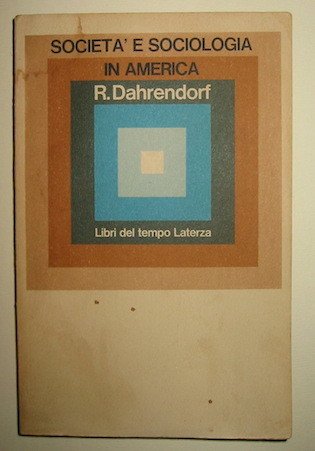 SOCIETA' E SOCIOLOGIA
IN AMERICA
R. Dahrendorf
Libri del tempo Laterza